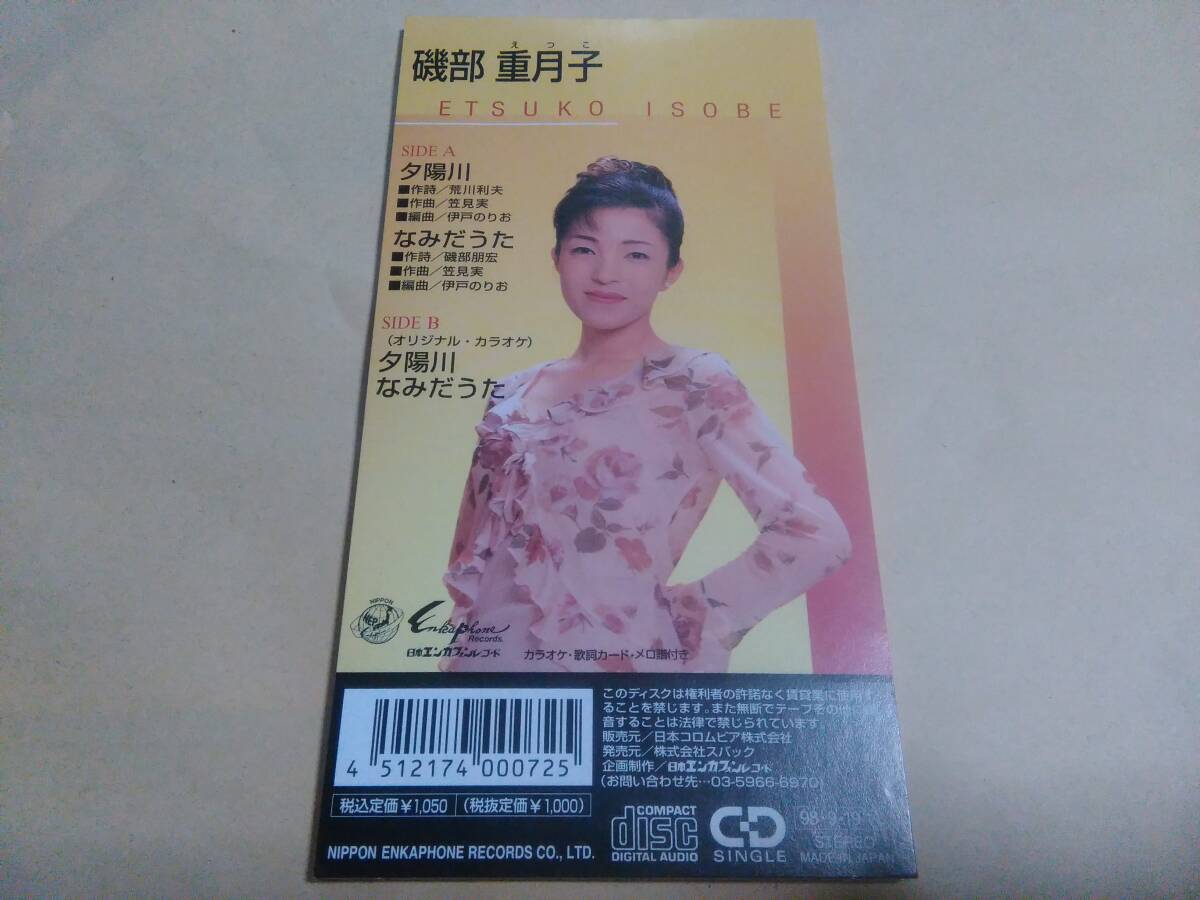 えつこ
磯部 重月子
ETSUKO ISOBE
SIDE A
夕陽川
■作詩／荒川利夫
■作曲／笠見実
■編曲／伊戸のりお
なみだうた
■作詩／磯部朋宏
■作曲／笠見実
■編曲／伊戸のりお
SIDE B
（オリジナル・カラオケ）
夕陽川
なみだうた
NIPPON
Enkaphone
Records.
日本エンカフォンレコード
カラオケ・歌詞カード・メロ譜付き
このディスクは権利者の許諾なく賃貸業に使用す
ることを禁じます。また無断でテープその他に
音することは法律で禁じられています。
販売元／日本コロムビア株式会社
発売元／株式会社スバック
企画制作／日本エンカフォンレコード
(お問い合わせ先…03-5966-6970)
4 512174 000725
税込定価￥1,050 (税抜定価￥1,000)
COMPACT
disc
DIGITAL AUDIO
CD
SINGLE
98・9・19
STEREO
MADE IN JAPAN
NIPPON ENKAPHONE RECORDS CO., LTD.